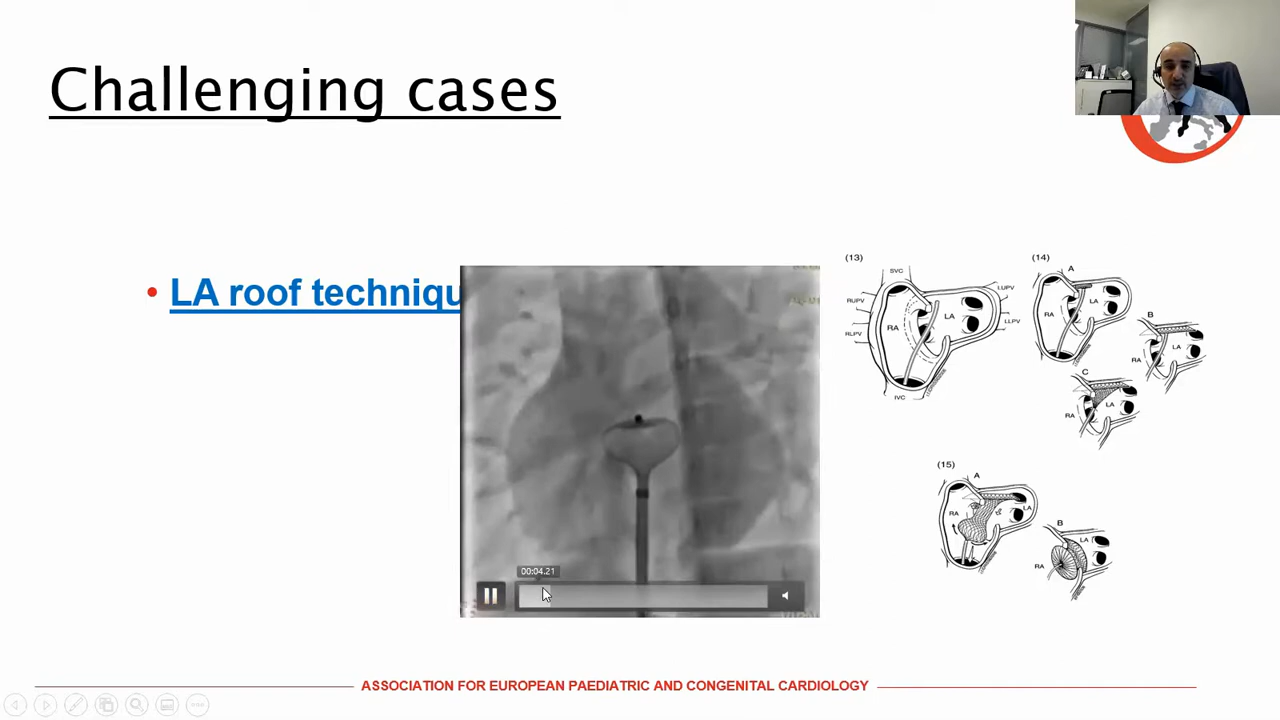 Challenging cases
• LA roof techniqu
(13)
SVC
RUPV
LUPV
RA
LA
LLPV
RLPV
IVC
(14)
A
RA
LA
B
RA
LA
C
RA
LA
(15)
A
RA
LA
B
LA
RA
00:04.21
ASSOCIATION FOR EUROPEAN PAEDIATRIC AND CONGENITAL CARDIOLOGY